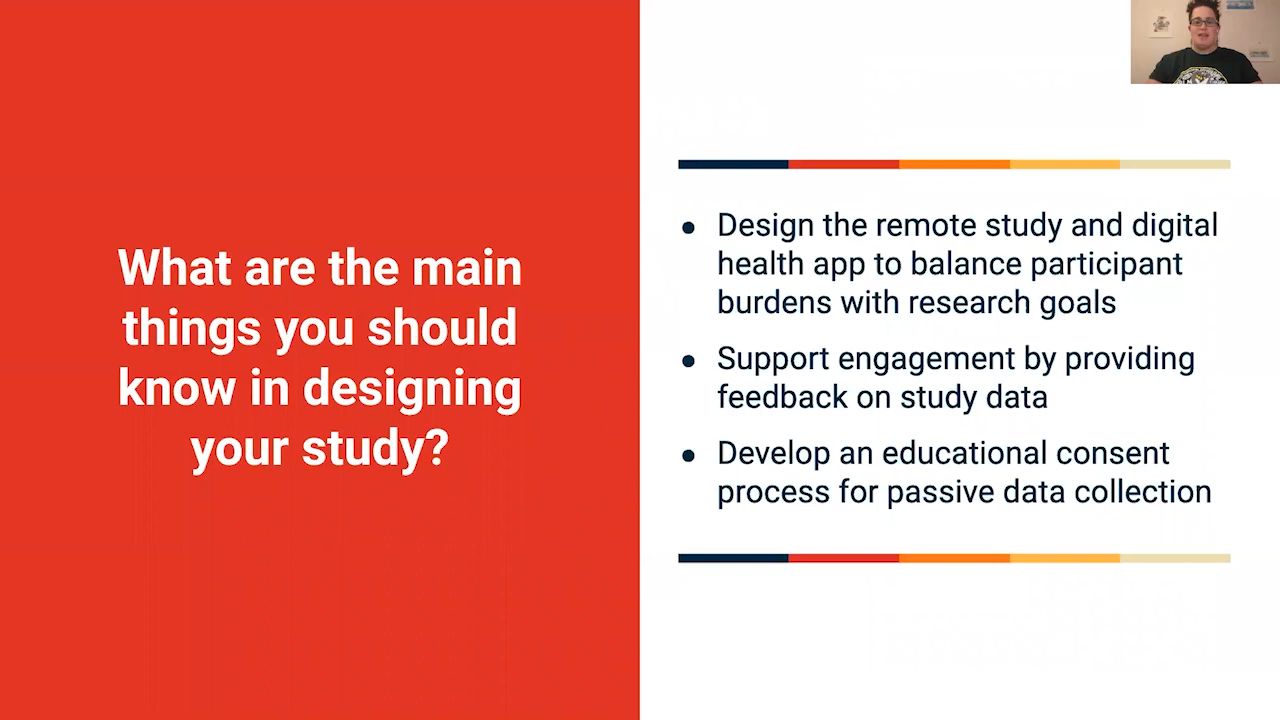 What are the main
things you should
know in designing
your study?
● Design the remote study and digital
health app to balance participant
burdens with research goals
● Support engagement by providing
feedback on study data
● Develop an educational consent
process for passive data collection